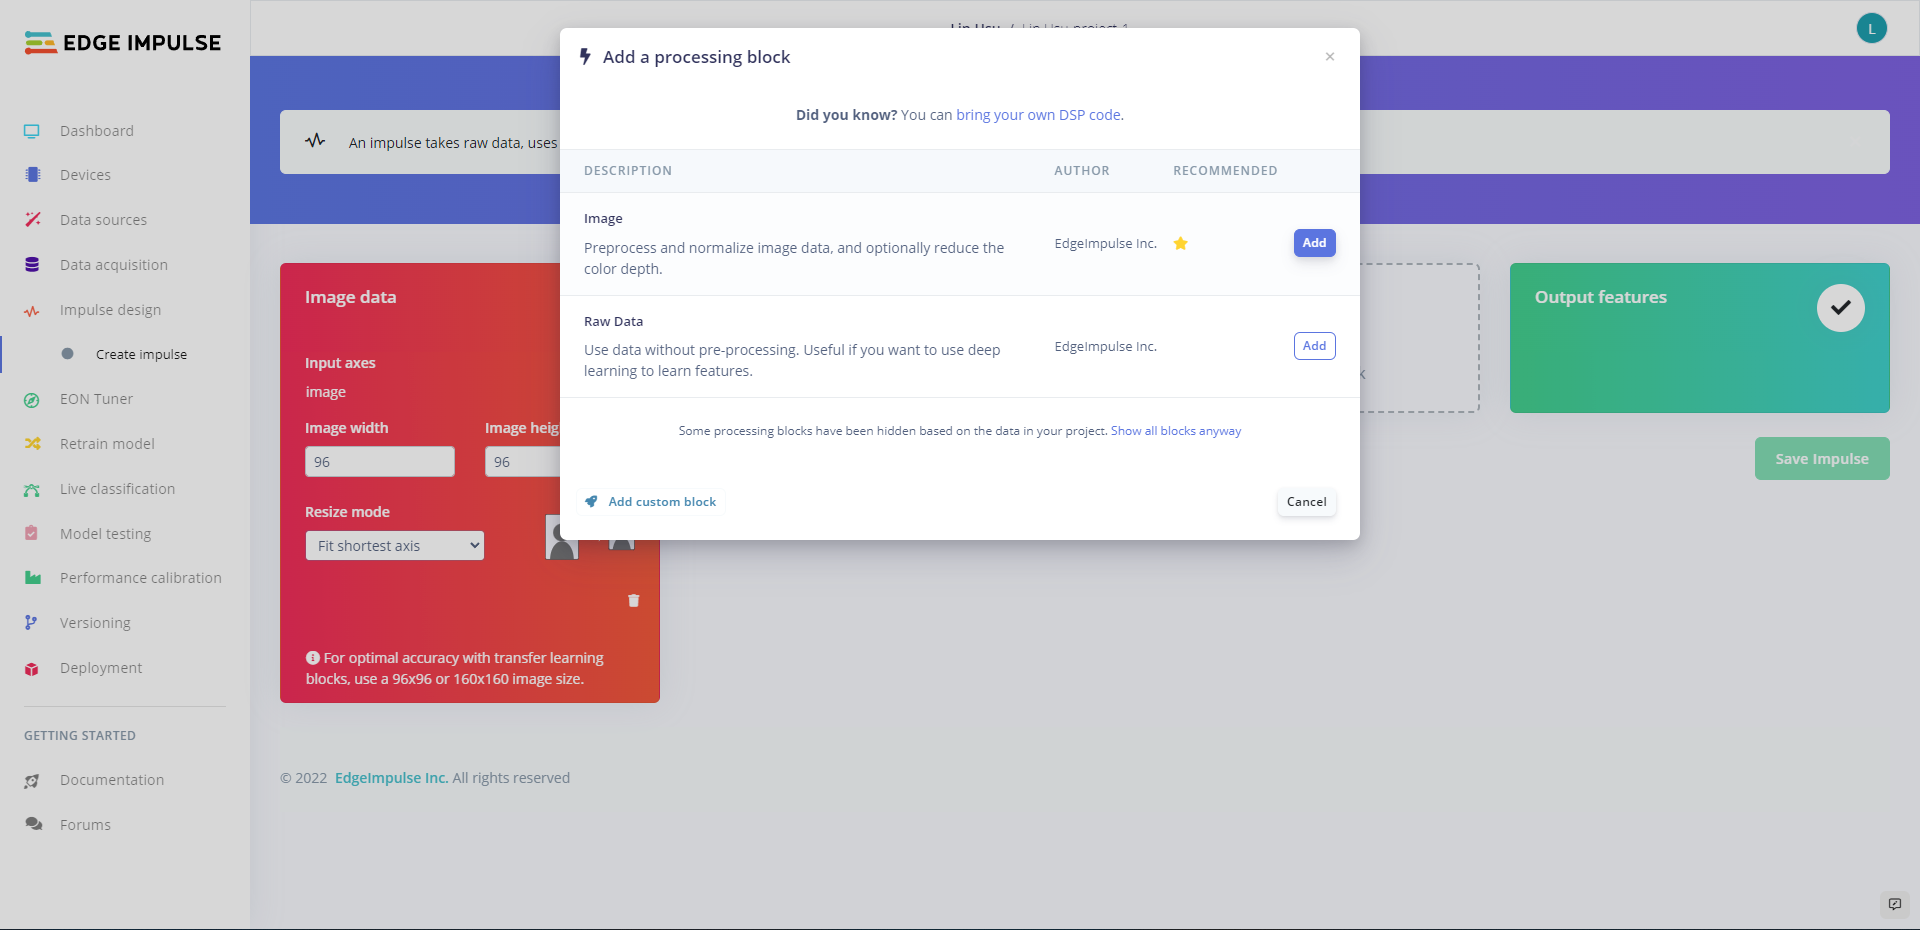 EDGE IMPULSE
Dashboard
Devices
Data sources
Data acquisition
Impulse design
Create impulse
EON Tuner
Retrain model
Live classification
Model testing
Performance calibration
Versioning
Deployment
GETTING STARTED
Documentation
Forums
L
An impulse takes raw data, uses
Add a processing block
×
Did you know? You can bring your own DSP code.
DESCRIPTION AUTHOR RECOMMENDED
Image
Preprocess and normalize image data, and optionally reduce the
color depth.
EdgeImpulse Inc.
Add
Raw Data
Use data without pre-processing. Useful if you want to use deep
learning to learn features.
EdgeImpulse Inc.
Add
Some processing blocks have been hidden based on the data in your project. Show all blocks anyway
Add custom block
Cancel
Image data
Input axes
image
Image width
Image heig
96
96
Resize mode
Fit shortest axis
For optimal accuracy with transfer learning
blocks, use a 96x96 or 160x160 image size.
Output features
Save Impulse
© 2022 EdgeImpulse Inc. All rights reserved